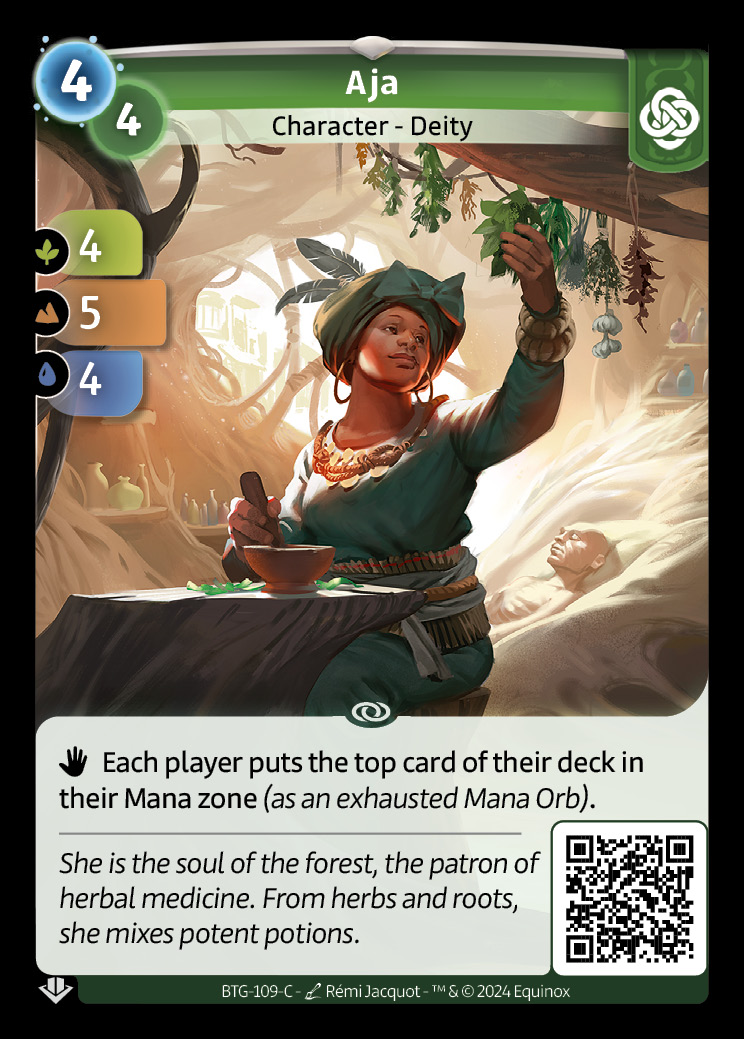 4
Aja
4
Character - Deity
4
5
4
Each player puts the top card of their deck in
their Mana zone (as an exhausted Mana Orb).
She is the soul of the forest, the patron of
herbal medicine. From herbs and roots,
she mixes potent potions.
BTG-109-C - Rémi Jacquot - ™ & © 2024 Equinox